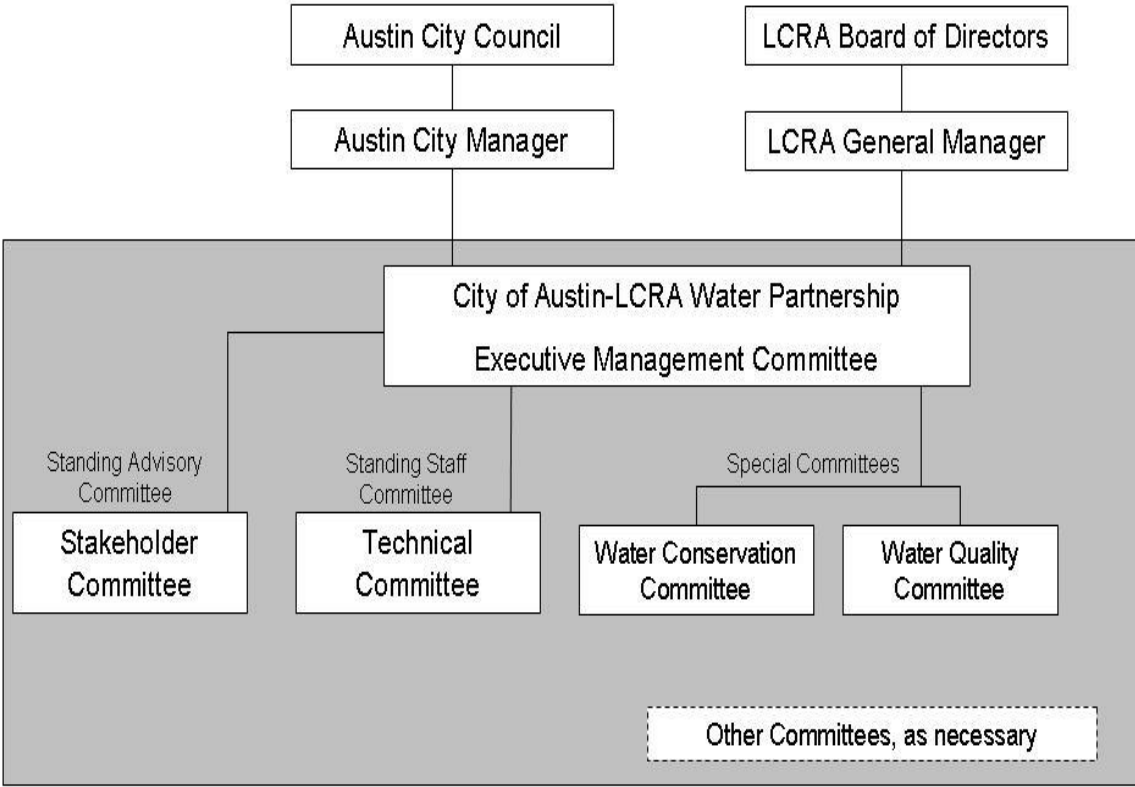 Austin City Council
LCRA Board of Directors
Austin City Manager
LCRA General Manager
City of Austin-LCRA Water Partnership
Executive Management Committee
Standing Advisory
Committee
Stakeholder
Committee
Standing Staff
Committee
Technical
Committee
Special Committees
Water Conservation
Committee
Water Quality
Committee
Other Committees, as necessary